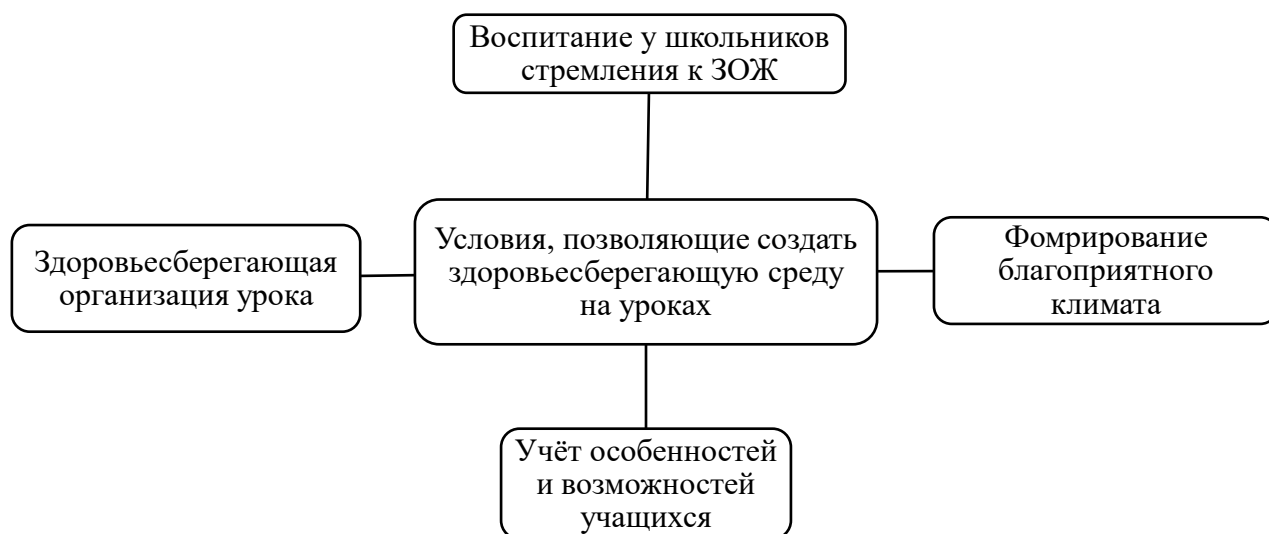 Воспитание у школьников
стремления к ЗОЖ
Здоровьесберегающая
организация урока
Условия, позволяющие создать
здоровьесберегающую среду
на уроках
Фомрирование
благоприятного
климата
Учёт особенностей
и возможностей
учащихся